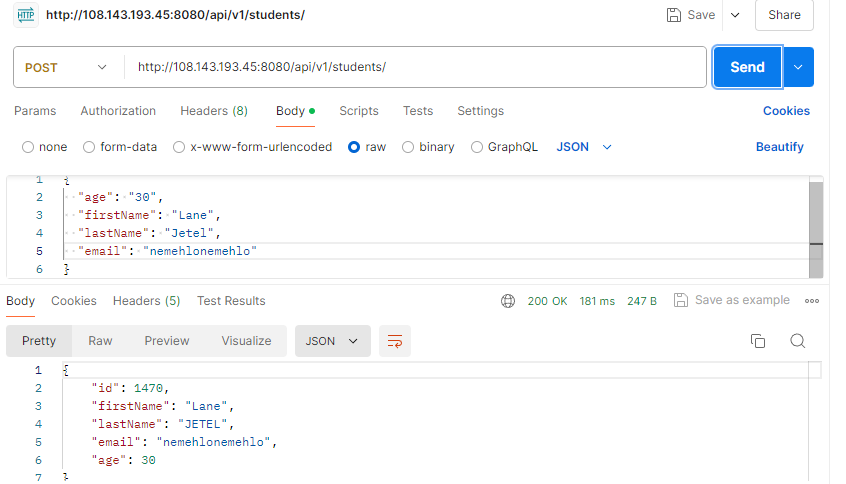 HTTP http://108.143.193.45:8080/api/v1/students/ Save Share
POST http://108.143.193.45:8080/api/v1/students/ Send
Params Authorization Headers (8) Body Scripts Tests Settings Cookies
none form-data x-www-form-urlencoded raw binary GraphQL JSON Beautify
1 {
2 "age": "30",
3 "firstName": "Lane",
4 "lastName": "Jetel",
5 "email": "nemehlonemehlo"
6 }
Body Cookies Headers (5) Test Results 200 OK 181 ms 247 B Save as example
Pretty Raw Preview Visualize JSON
1 {
2 "id": 1470,
3 "firstName": "Lane",
4 "lastName": "JETEL",
5 "email": "nemehlonemehlo",
6 "age": 30
7 }